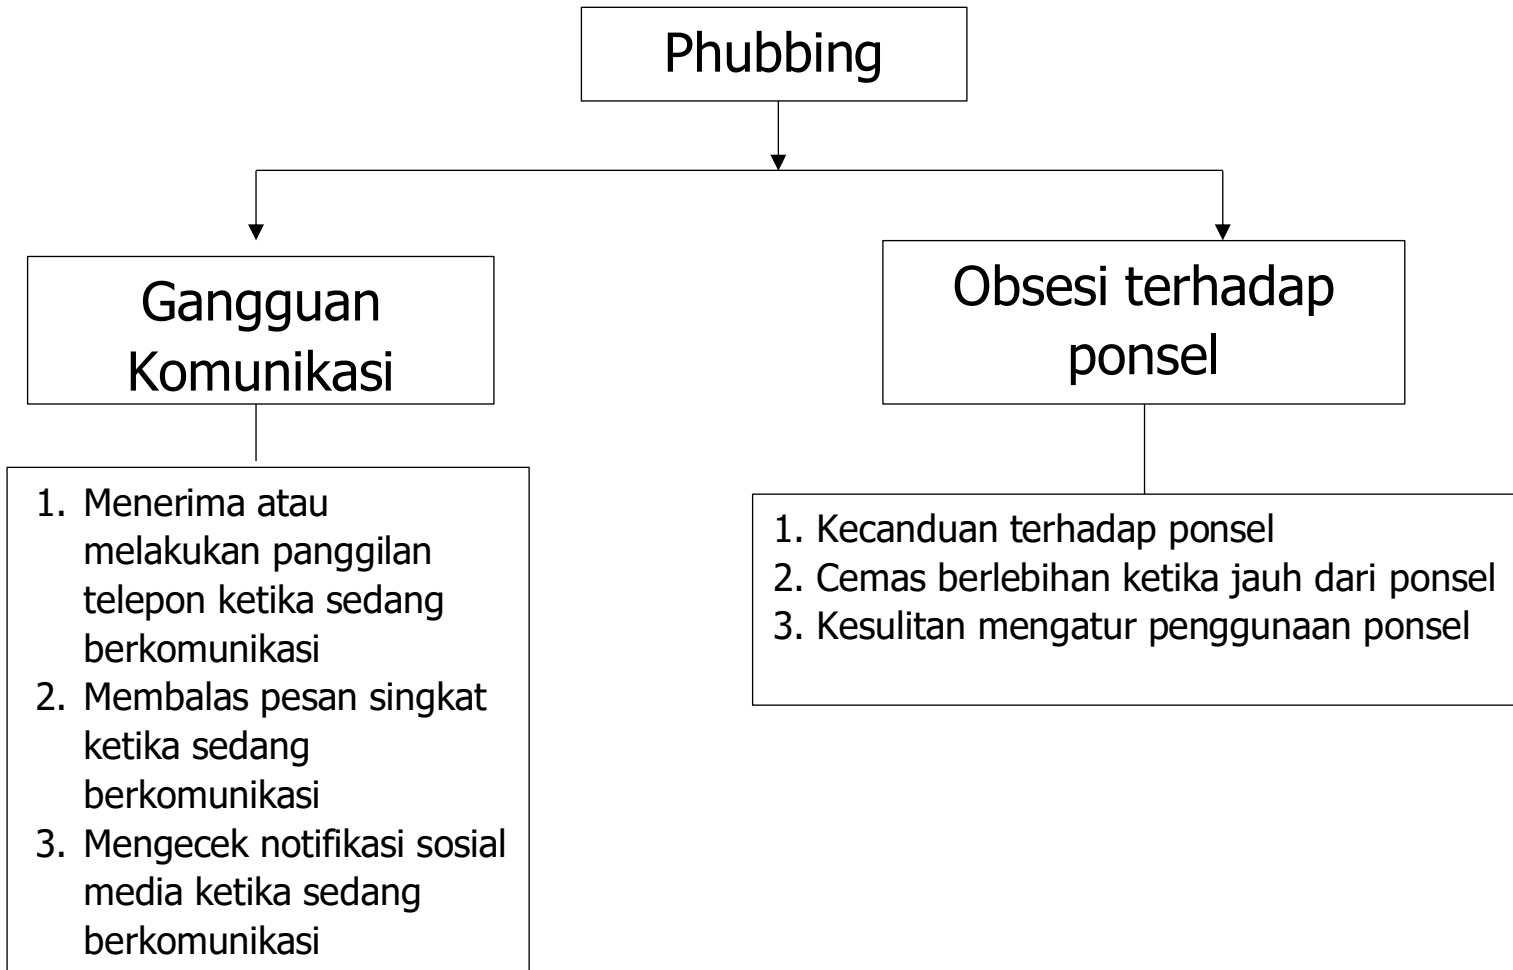 Phubbing
Gangguan
Komunikasi
Obsesi terhadap
ponsel
1. Menerima atau
melakukan panggilan
telepon ketika sedang
berkomunikasi
2. Membalas pesan singkat
ketika sedang
berkomunikasi
3. Mengecek notifikasi sosial
media ketika sedang
berkomunikasi
1. Kecanduan terhadap ponsel
2. Cemas berlebihan ketika jauh dari ponsel
3. Kesulitan mengatur penggunaan ponsel